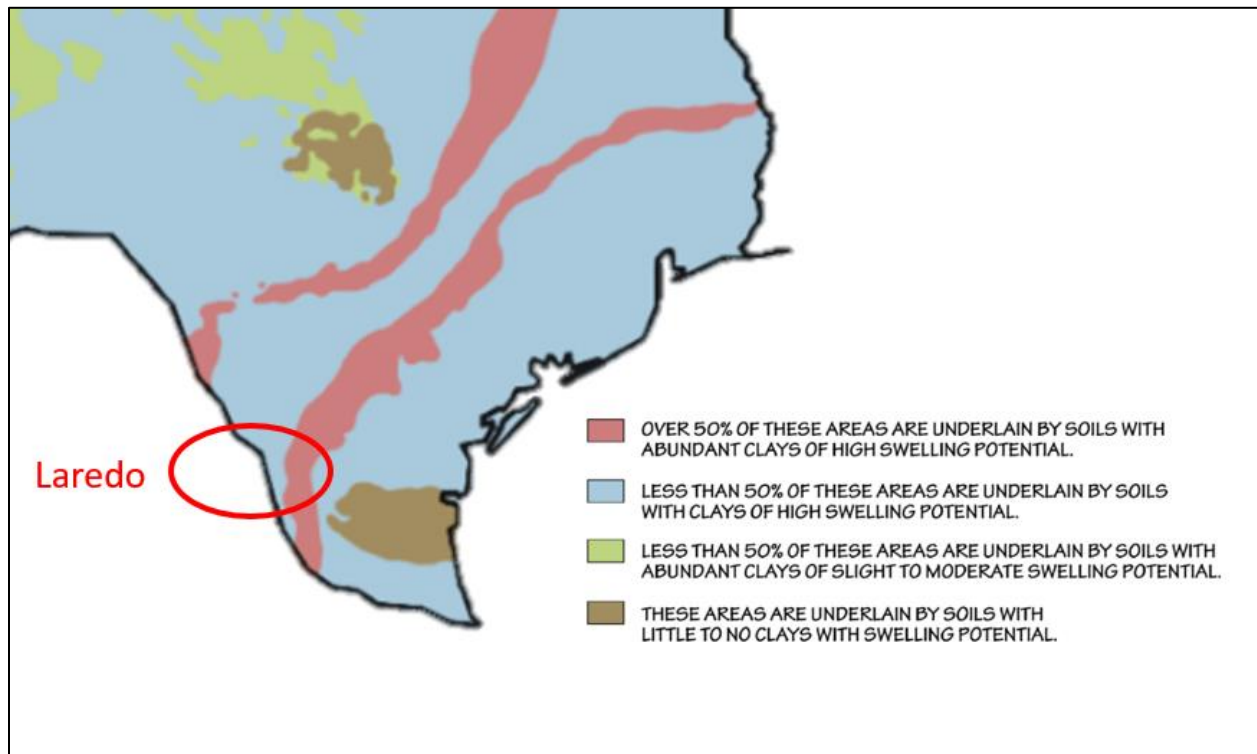 OVER 50% OF THESE AREAS ARE UNDERLAIN BY SOILS WITH
ABUNDANT CLAYS OF HIGH SWELLING POTENTIAL.
Laredo
LESS THAN 50% OF THESE AREAS ARE UNDERLAIN BY SOILS
WITH CLAYS OF HIGH SWELLING POTENTIAL.
LESS THAN 50% OF THESE AREAS ARE UNDERLAIN BY SOILS WITH
ABUNDANT CLAYS OF SLIGHT TO MODERATE SWELLING POTENTIAL.
THESE AREAS ARE UNDERLAIN BY SOILS WITH
LITTLE TO NO CLAYS WITH SWELLING POTENTIAL.